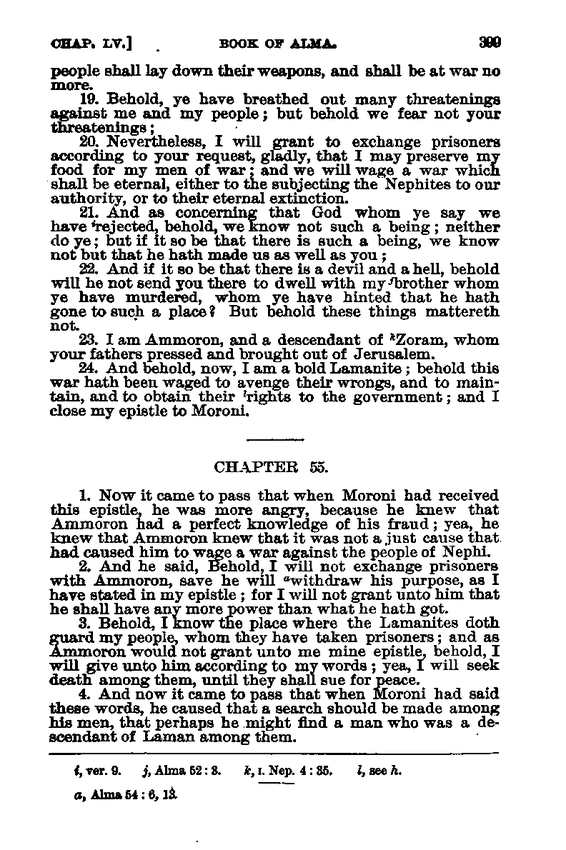 CHAP. LV.] BOOK OF ALMA. 399
people shall lay down their weapons, and shall be at war no
more.
19. Behold, ye have breathed out many threatenings
against me and my people; but behold we fear not your
threatenings;
20. Nevertheless, I will grant to exchange prisoners
according to your request, gladly, that I may preserve my
food for my men of war; and we will wage a war which
shall be eternal, either to the subjecting the Nephites to our
authority, or to their eternal extinction.
21. And as concerning that God whom ye say we
have ⁱrejected, behold, we know not such a being; neither
do ye; but if it so be that there is such a being, we know
not but that he hath made us as well as you;
22. And if it so be that there is a devil and a hell, behold
will he not send you there to dwell with my ʲbrother whom
ye have murdered, whom ye have hinted that he hath
gone to such a place? But behold these things mattereth
not.
23. I am Ammoron, and a descendant of ᵏZoram, whom
your fathers pressed and brought out of Jerusalem.
24. And behold, now, I am a bold Lamanite; behold this
war hath been waged to avenge their wrongs, and to main-
tain, and to obtain their ˡrights to the government; and I
close my epistle to Moroni.
CHAPTER 55.
1. Now it came to pass that when Moroni had received
this epistle, he was more angry, because he knew that
Ammoron had a perfect knowledge of his fraud; yea, he
knew that Ammoron knew that it was not a just cause that
had caused him to wage a war against the people of Nephi.
2. And he said, Behold, I will not exchange prisoners
with Ammoron, save he will ᵃwithdraw his purpose, as I
have stated in my epistle; for I will not grant unto him that
he shall have any more power than what he hath got.
3. Behold, I know the place where the Lamanites doth
guard my people, whom they have taken prisoners; and as
Ammoron would not grant unto me mine epistle, behold, I
will give unto him according to my words; yea, I will seek
death among them, until they shall sue for peace.
4. And now it came to pass that when Moroni had said
these words, he caused that a search should be made among
his men, that perhaps he might find a man who was a de-
scendant of Laman among them.
i, ver. 9. j, Alma 52:3. k, I. Nep. 4:35. l, see h.
a, Alma 54:6, 13.